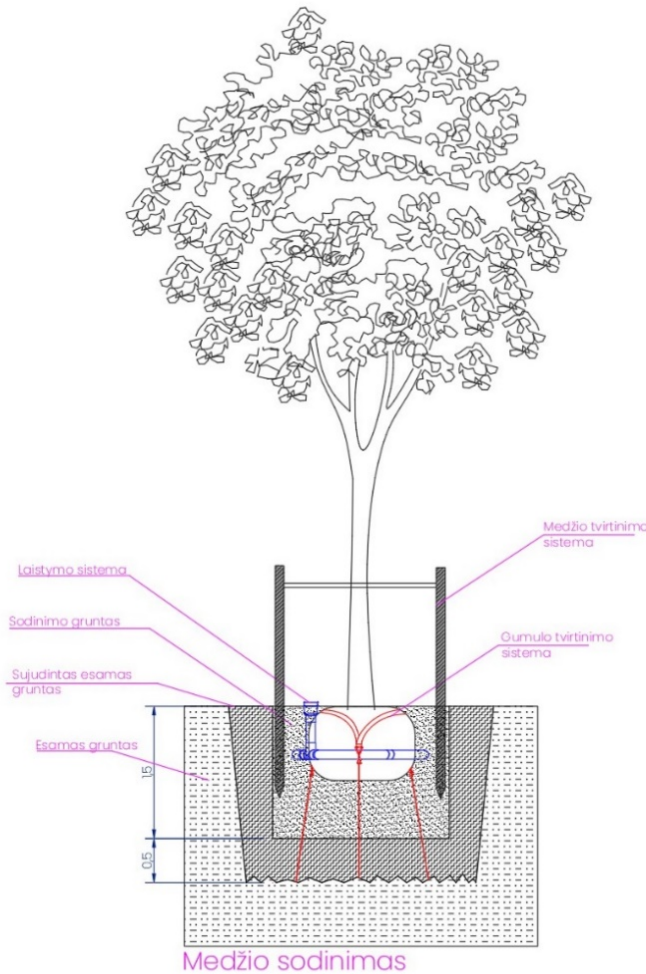 Medžio tvirtinimo
sistema
Laistymo sistema
Sodinimo gruntas
Gumulo tvirtinimo
sistema
Sujudintas esamas
gruntas
Esamas gruntas
1,5
0,5
Medžio sodinimas